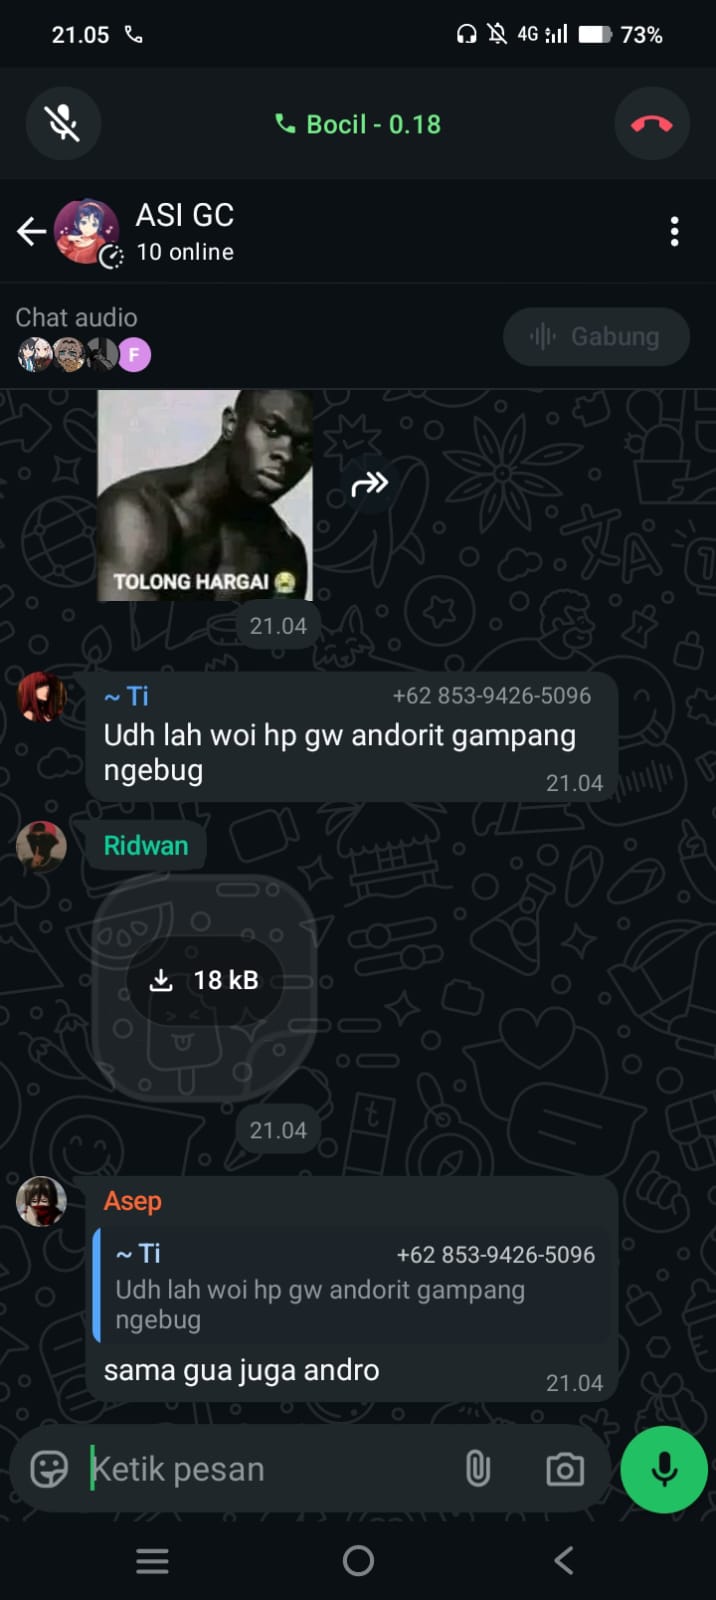 21.05
4G
73%
Bocil - 0.18
ASI GC
10 online
Chat audio
F
Gabung
TOLONG HARGAI 😭
21.04
~ Ti +62 853-9426-5096
Udh lah woi hp gw andorit gampang
ngebug
21.04
Ridwan
18 kB
21.04
Asep
~ Ti +62 853-9426-5096
Udh lah woi hp gw andorit gampang
ngebug
sama gua juga andro
21.04
Ketik pesan